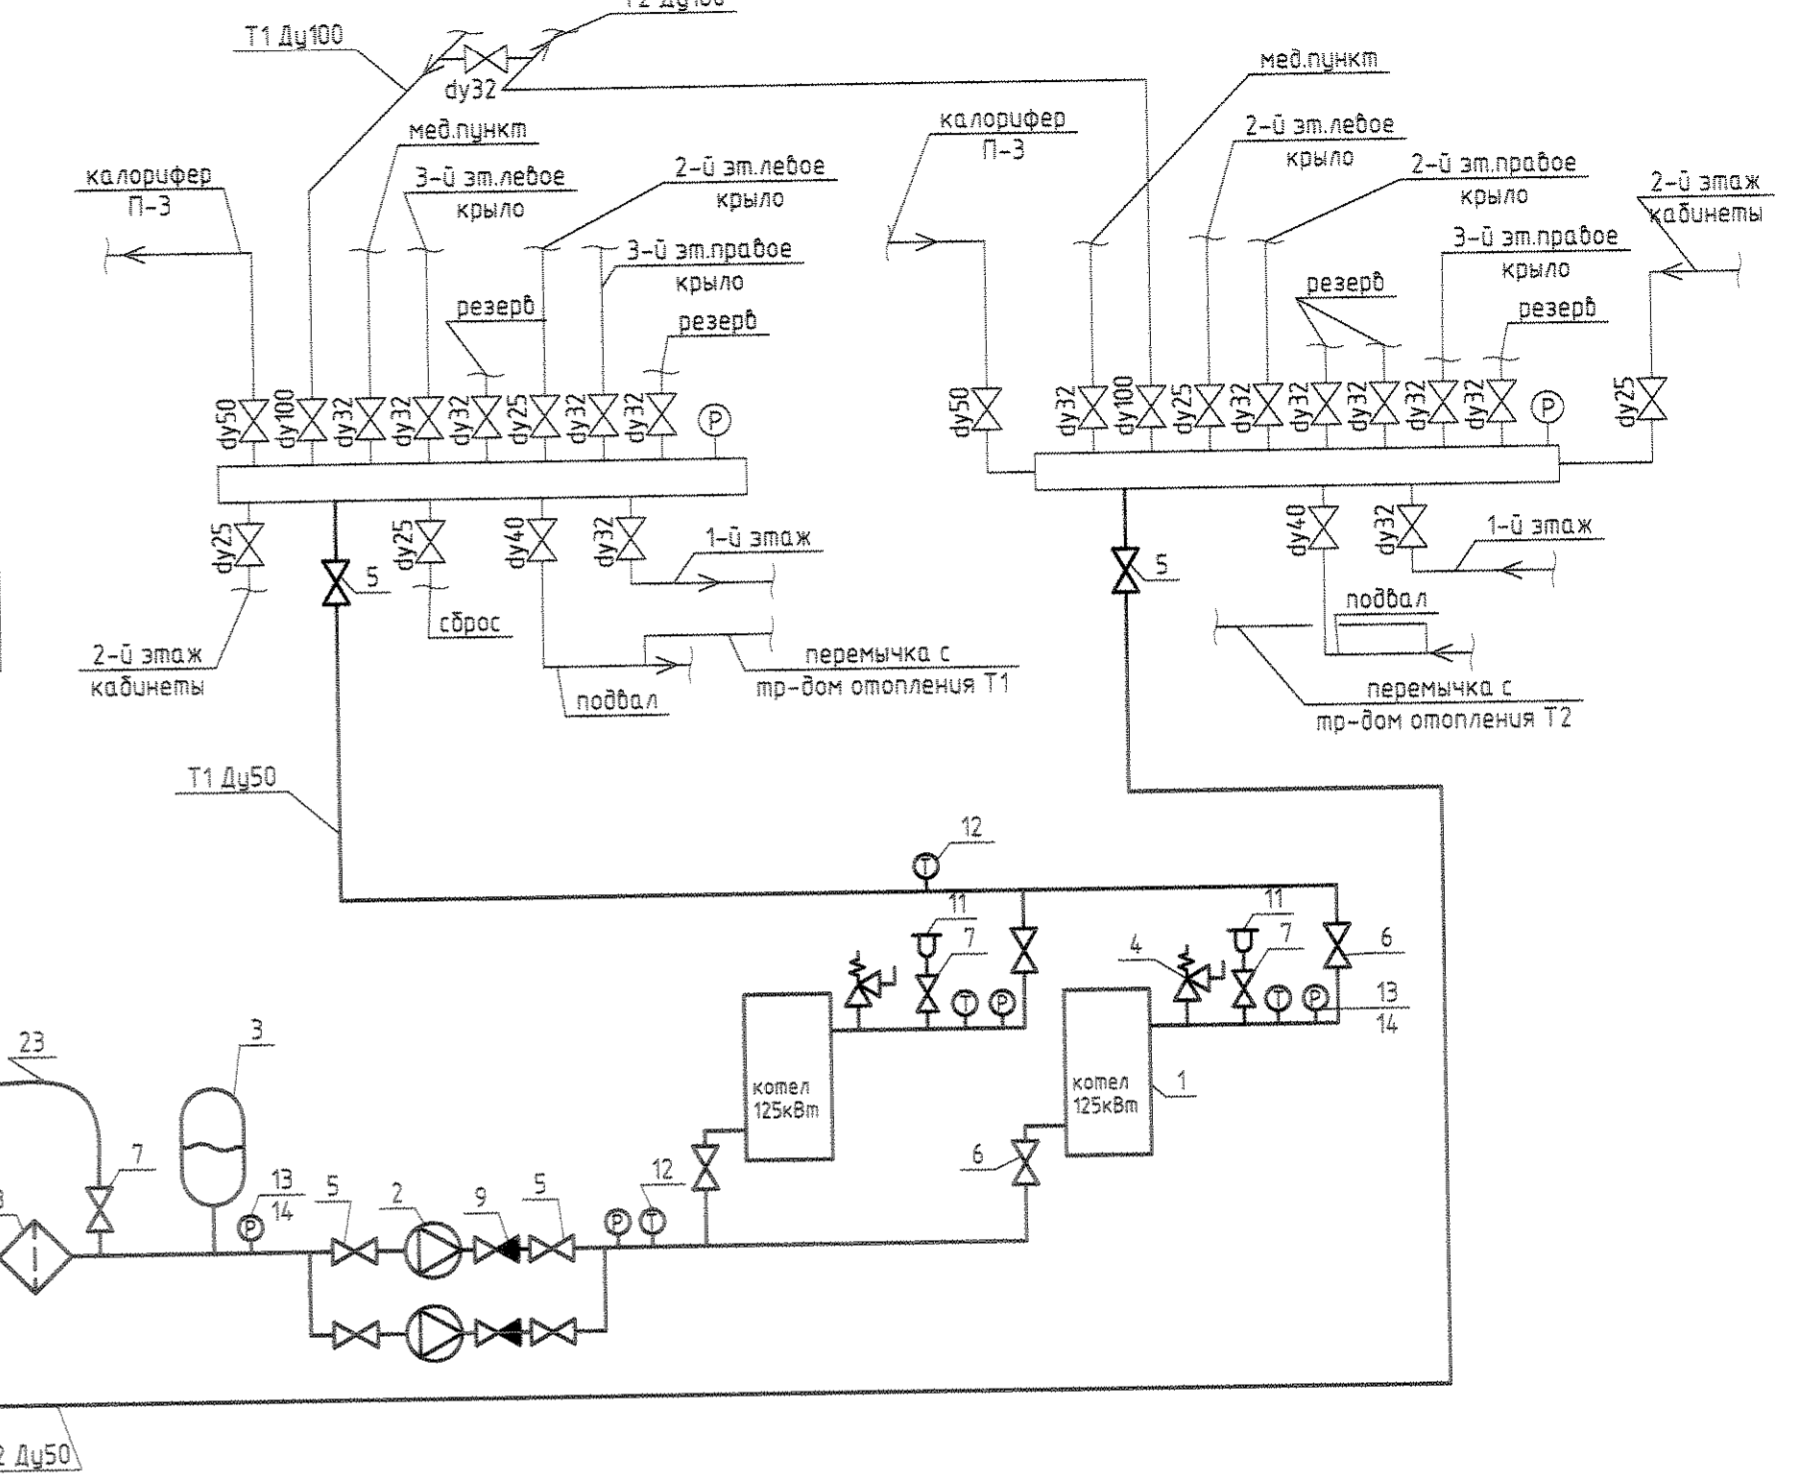 Т1 Ду100
Т2 Ду100
dy32
мед.пункт
калорифер
П-3
3-й эт.левое
крыло
2-й эт.левое
крыло
3-й эт.правое
крыло
резерв
резерв
dy50
dy100
dy32
dy32
dy32
dy25
dy32
dy32
P
dy25
5
dy25
dy40
dy32
1-й этаж
сброс
2-й этаж
кабинеты
подвал
перемычка с
тр-дом отопления Т1
мед.пункт
калорифер
П-3
2-й эт.левое
крыло
2-й эт.правое
крыло
2-й этаж
кабинеты
3-й эт.правое
крыло
резерв
резерв
dy50
dy32
dy100
dy25
dy32
dy32
dy32
dy32
dy32
P
dy25
5
dy40
dy32
1-й этаж
подвал
перемычка с
тр-дом отопления Т2
Т1 Ду50
12
T
11
7
T
P
11
4
7
6
T
P
13
14
котел
125кВт
котел
125кВт
1
6
23
7
3
13
14
P
5
2
9
5
P
12
T
2 Ду50